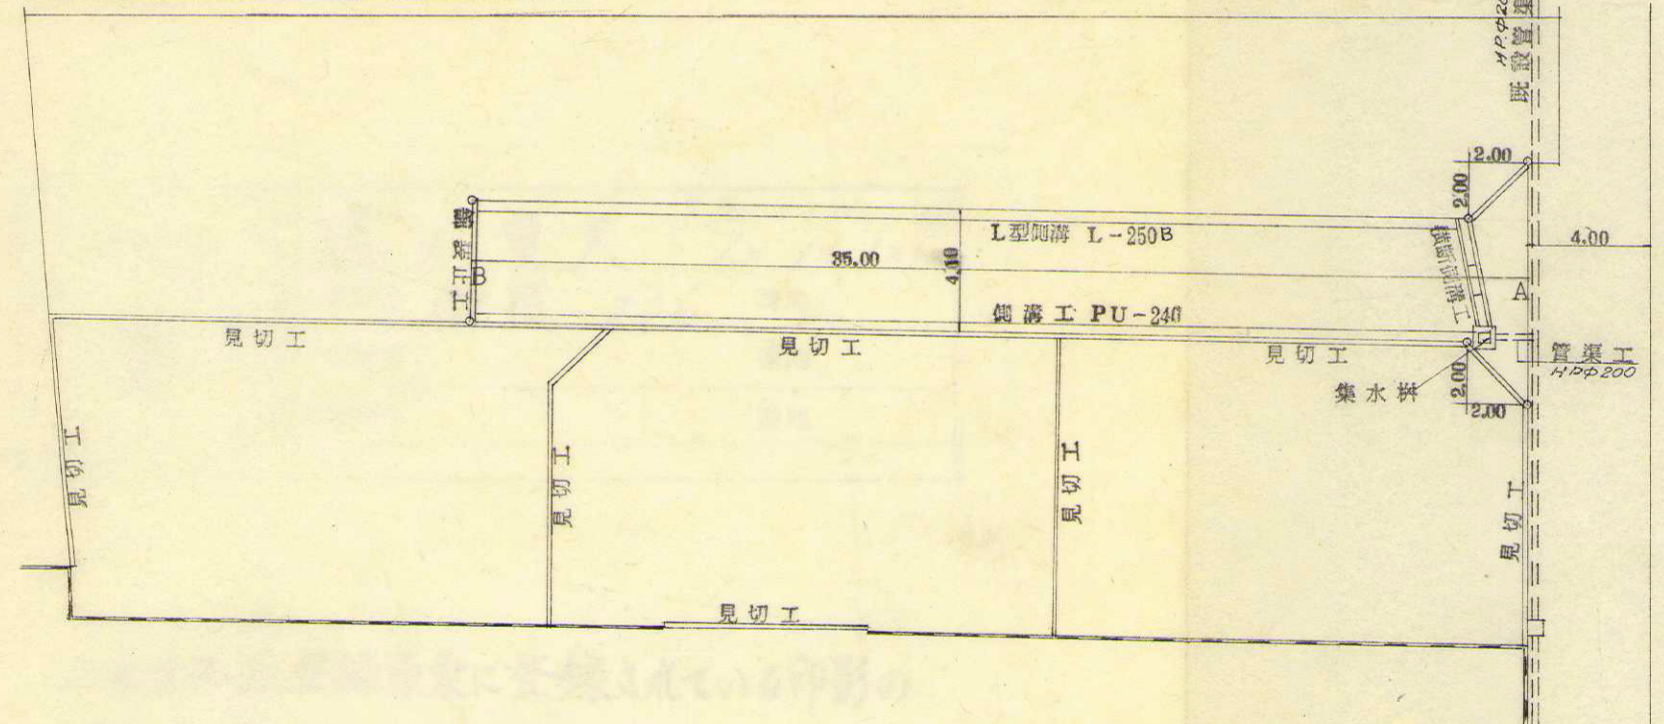 HP.φ20
既設管渠
2.00
2.00
4.00
L型側溝 L-250B
35.00
4.10
B
A
側溝工 PU-240
見切工
見切工
見切工
管渠工
HPφ200
集水桝
2.00
2.00
見切工
見切工
見切工
見切工
見切工